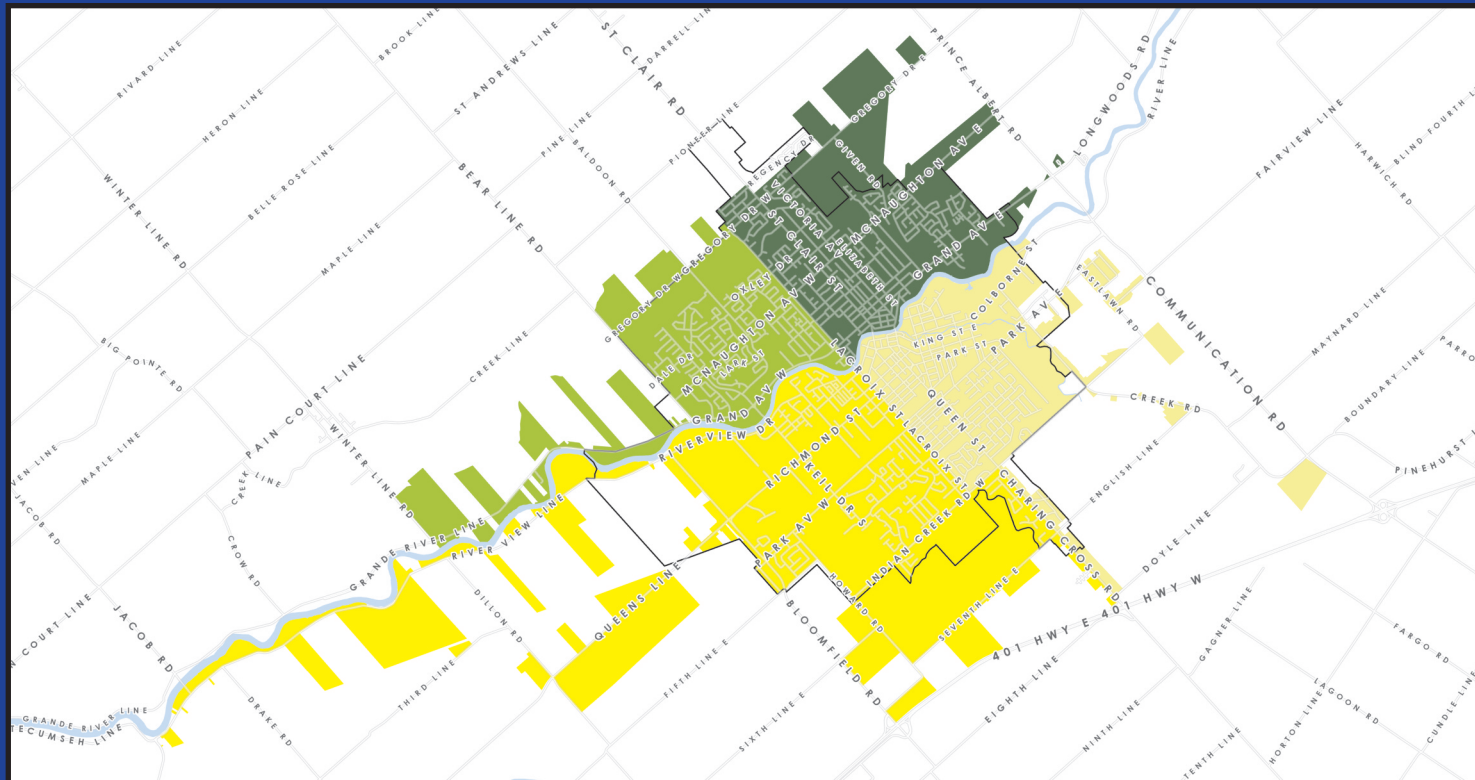 ST CLAIR RD
BROOK LINE
DARRELL LINE
ST ANDREWS LINE
RIVARD LINE
PRINCE ALBERT RD
LONGWOODS RD
RIVER LINE
HERON LINE
PINE LINE
BALDOON RD
PIONEER LINE
GREGORY DR E
FAIRVIEW LINE
BLIND FOURTH
HARWICH RD
REGENCY DR
GIVEN RD
MCNAUGHTON AVE
BELLE ROSE LINE
BEAR LINE RD
WINTER LINE RD
MAPLE LINE
VICTORIA AV
ST CLAIR ST
ELIZABETH ST
GRAND AV E
GREGORY DR W
GREGORY DR W
OXLEY DR
MCNAUGHTON AV W
COLBORNE ST
EASTLAWN RD
COMMUNICATION RD
MAYNARD LINE
KING ST E
PARK ST
PARK AV E
BIG POINTE RD
CREEK LINE
DALE DR
LARK ST
LACROIX ST
LACROIX ST
GRAND AV W
RIVERVIEW DR
QUEEN ST
CREEK RD
BOUNDARY LINE
PAIN COURT LINE
WINTER LINE RD
MAPLE LINE
CREEK LINE
RICHMOND ST
KEIL DR S
PARK AV W
INDIAN CREEK RD W
CHARING CROSS RD
ENGLISH LINE
JACOB RD
CROW RD
GRANDE RIVER LINE
RIVER VIEW LINE
DOYLE LINE
HOWARD RD
SEVENTH LINE E
401 HWY E
401 HWY W
QUEENS LINE
DILLON RD
BLOOMFIELD RD
GAGNER LINE
FARGO RD
JACOB RD
THIRD LINE
FIFTH LINE E
DRAKE RD
SIXTH LINE E
EIGHTH LINE
NINTH LINE
TENTH LINE
HORTON LINE
LAGOON RD
CUNDLE LINE
GRANDE RIVER LINE
TECUMSEH LINE